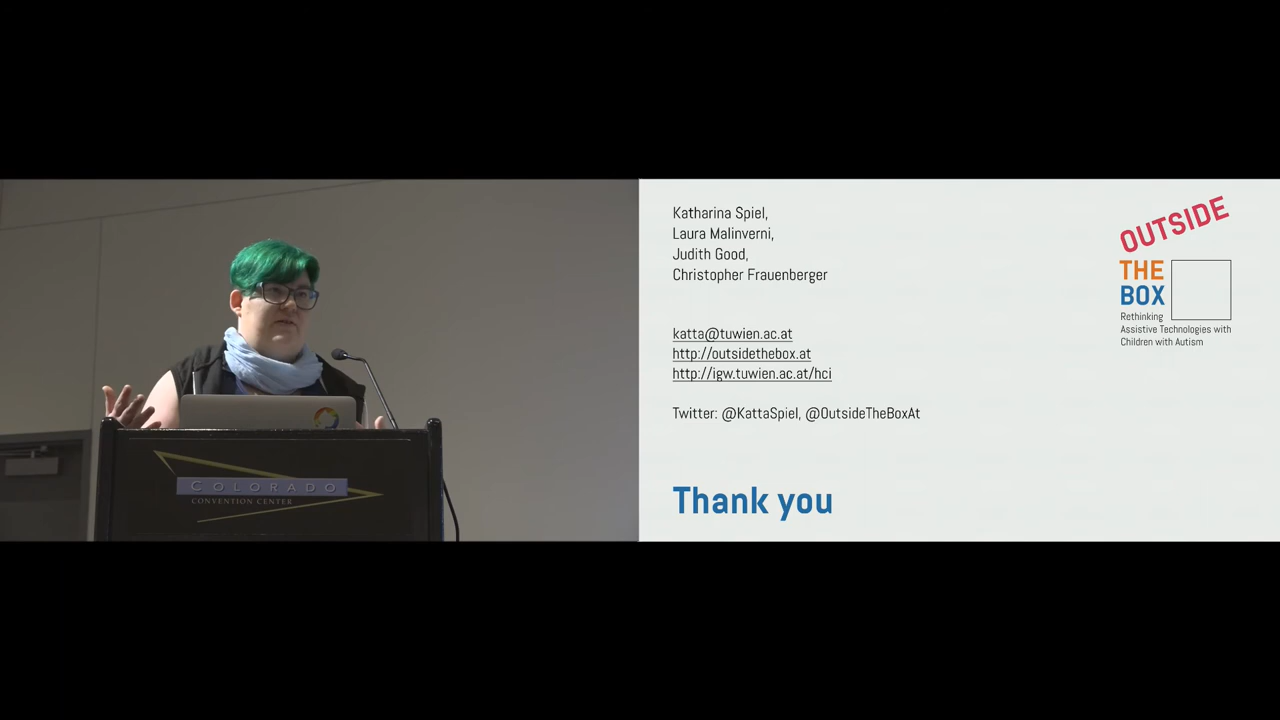 COLORADO
CONVENTION CENTER
Katharina Spiel,
Laura Malinverni,
Judith Good,
Christopher Frauenberger
katta@tuwien.ac.at
http://outsidethebox.at
http://igw.tuwien.ac.at/hci
Twitter: @KattaSpiel, @OutsideTheBoxAt
Thank you
OUTSIDE
THE
BOX
Rethinking
Assistive Technologies with
Children with Autism